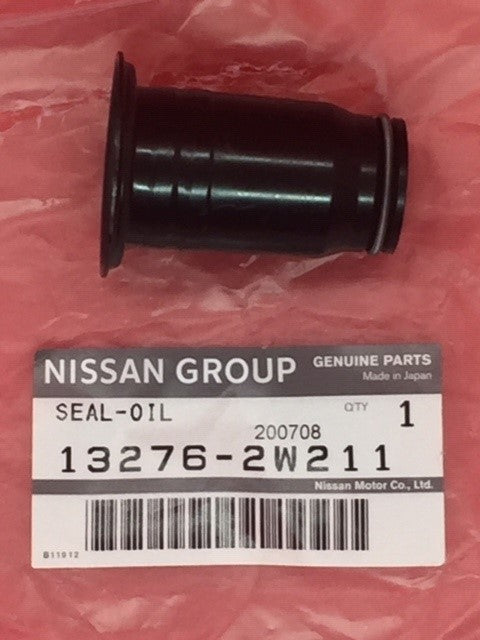 NISSAN GROUP GENUINE PARTS
Made in Japan
SEAL-OIL QTY 1
200708
13276-2W211
Nissan Motor Co., Ltd.
B11912